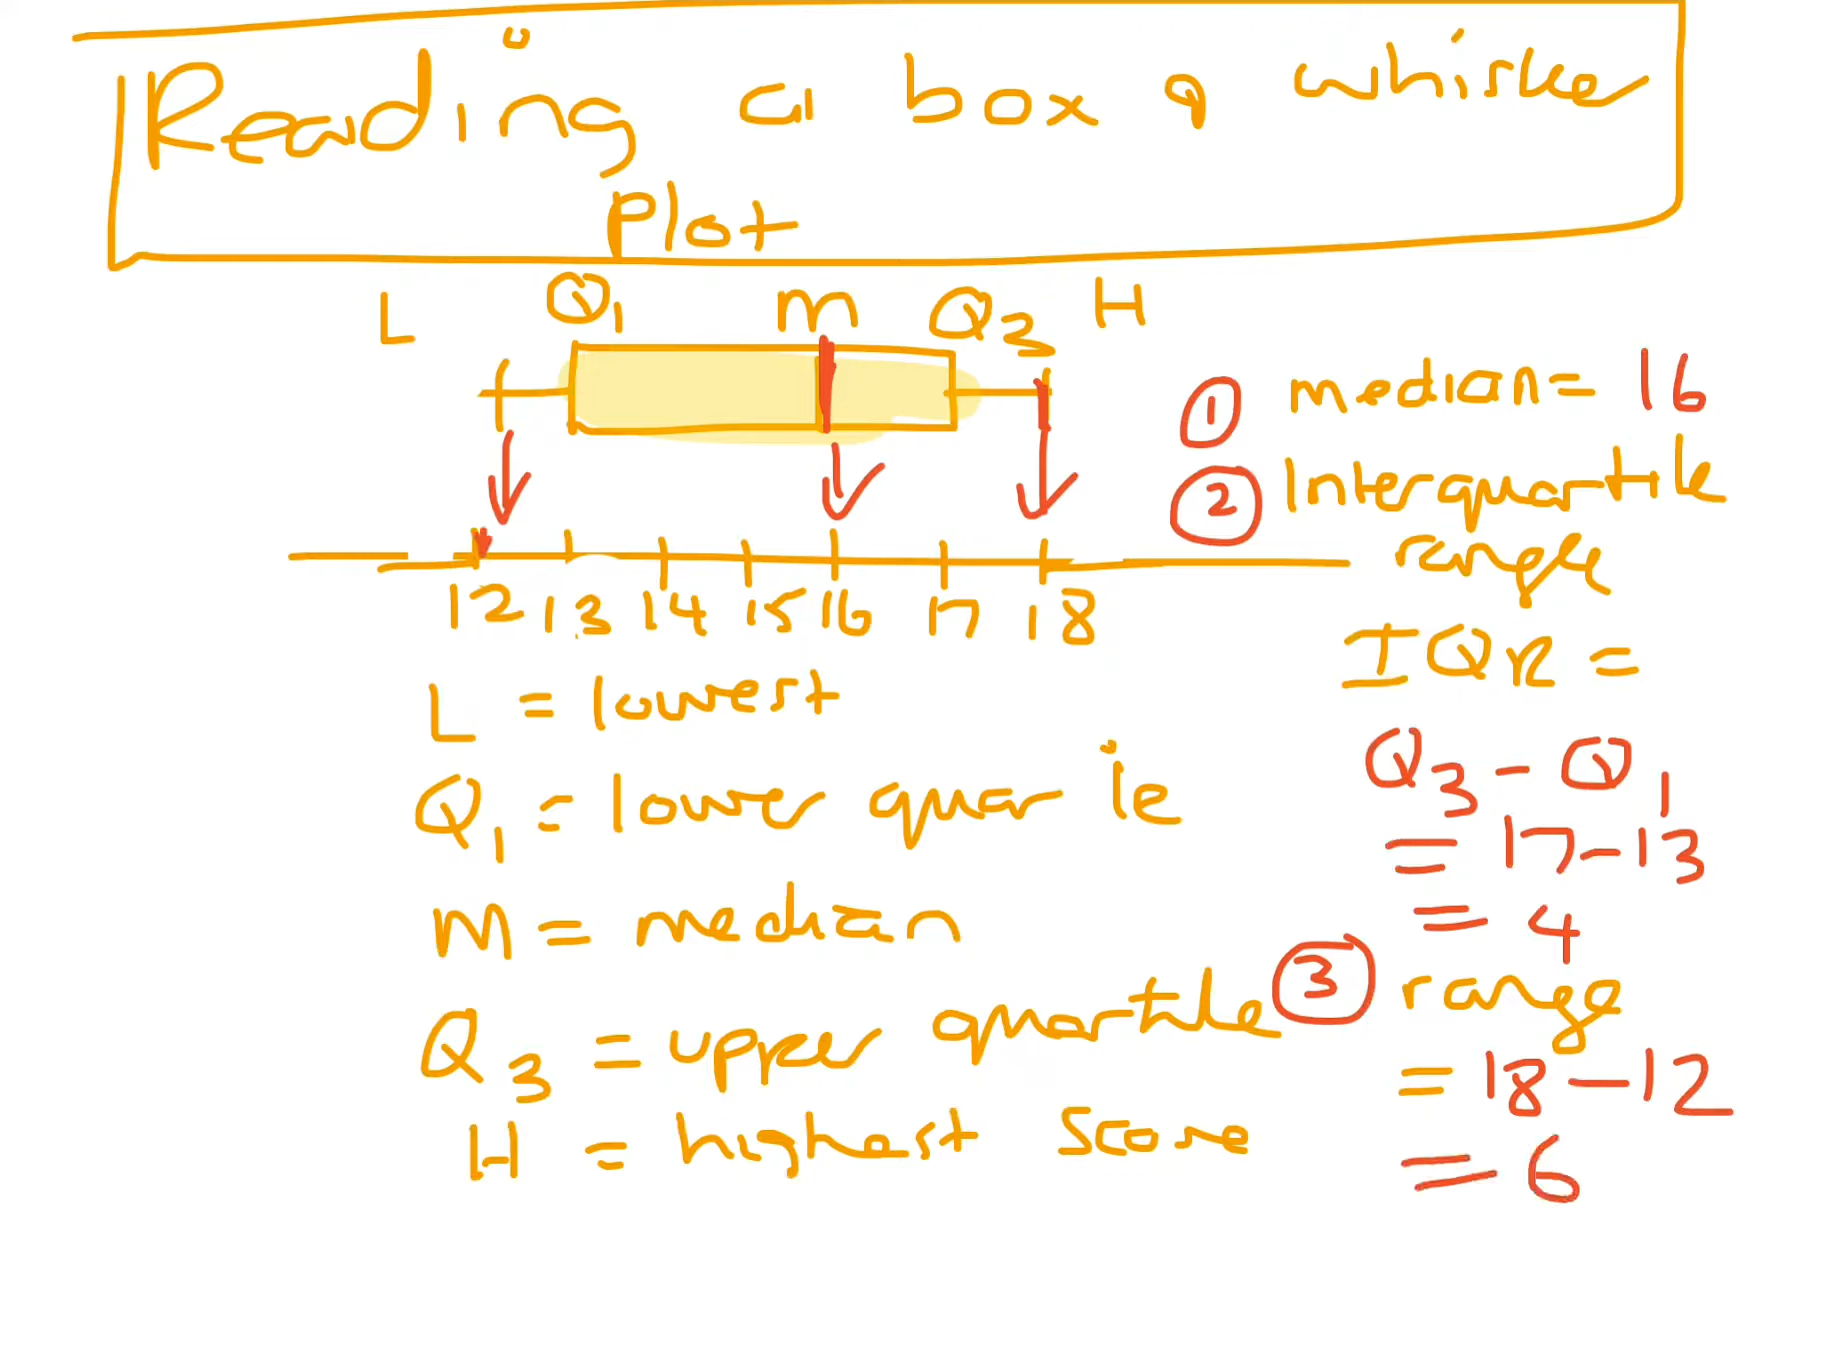 Reading a box & whisker
Plot
L Q1 m Q3 H
12 13 14 15 16 17 18
L = lowest
Q1 = lower quar ie
M = median
Q3 = upper quartile
H = highest score
1 median = 16
2 Interquartile
range
IQR =
Q3 - Q1
= 17-13
= 4
3 range
= 18-12
= 6